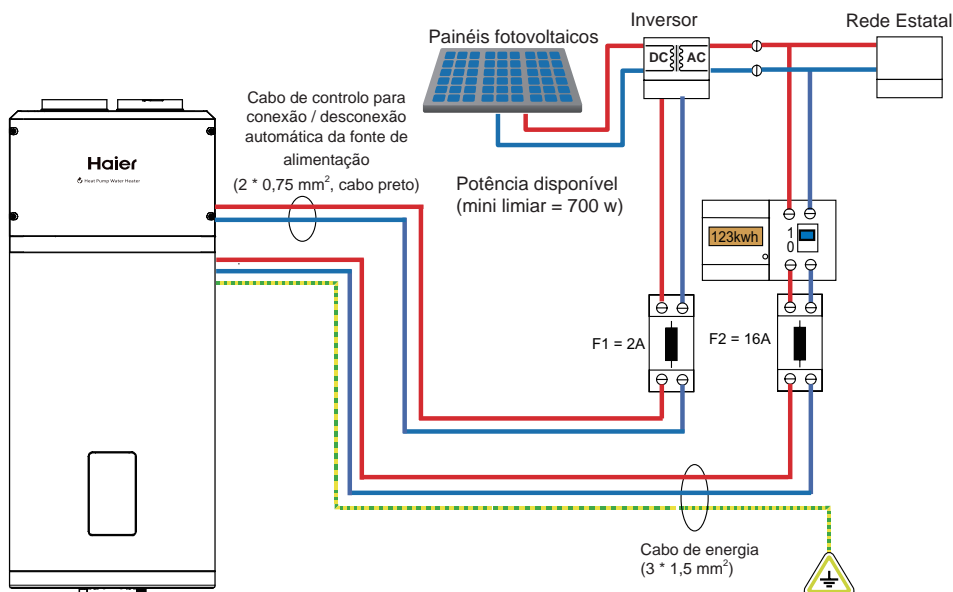 Inversor
Rede Estatal
Painéis fotovoltaicos
DC AC
Cabo de controlo para
conexão / desconexão
automática da fonte de
alimentação
(2 * 0,75 mm², cabo preto)
Haier
Heat Pump Water Heater
Potência disponível
(mini limiar = 700 w)
123kwh
1
0
F1 = 2A
F2 = 16A
Cabo de energia
(3 * 1,5 mm²)